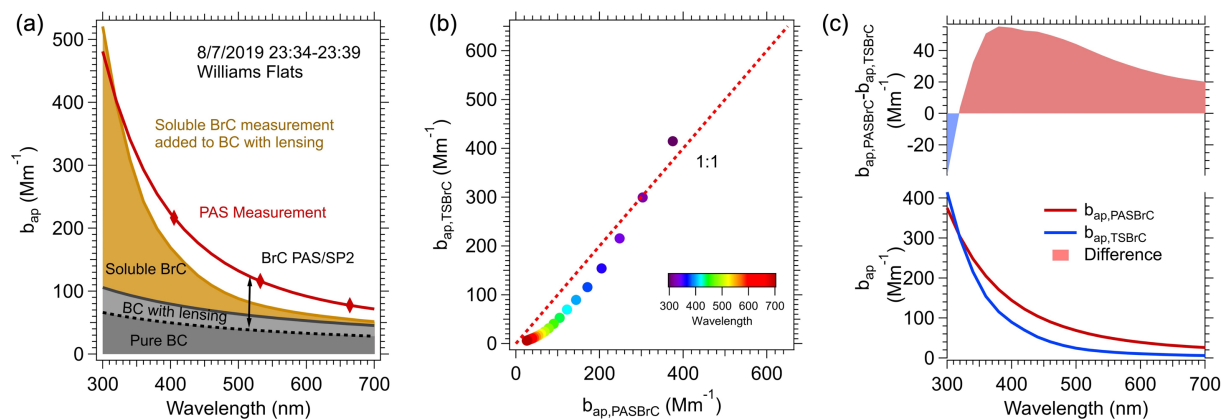 (a)
500
400
300
200
100
0
b_ap (Mm⁻¹)
8/7/2019 23:34-23:39
Williams Flats
Soluble BrC measurement
added to BC with lensing
PAS Measurement
BrC PAS/SP2
Soluble BrC
BC with lensing
Pure BC
300 400 500 600 700
Wavelength (nm)
(b)
600
500
400
300
200
100
0
b_ap,TSBrC (Mm⁻¹)
1:1
300 400 500 600 700
Wavelength
0 200 400 600
b_ap,PASBrC (Mm⁻¹)
(c)
40
20
0
-20
b_ap,PASBrC-b_ap,TSBrC
(Mm⁻¹)
400
300
200
100
0
b_ap (Mm⁻¹)
b_ap,PASBrC
b_ap,TSBrC
Difference
300 400 500 600 700
Wavelength (nm)